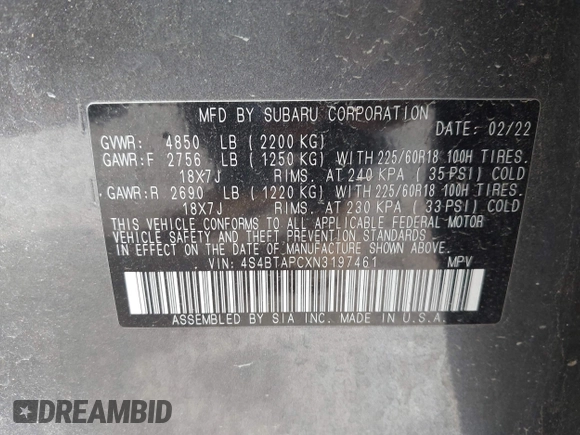 MFD BY SUBARU CORPORATION
DATE: 02/22
GVWR: 4850 LB (2200 KG)
GAWR:F 2756 LB (1250 KG) WITH 225/60R18 100H TIRES.
18X7J RIMS. AT 240 KPA (35 PSI) COLD
GAWR:R 2690 LB (1220 KG) WITH 225/60R18 100H TIRES.
18X7J RIMS. AT 230 KPA (33 PSI) COLD
THIS VEHICLE CONFORMS TO ALL APPLICABLE FEDERAL MOTOR
VEHICLE SAFETY AND THEFT PREVENTION STANDARDS
IN EFFECT ON THE DATE OF MANUFACTURE SHOWN ABOVE.
VIN: 4S4BTAPCXN3197461 MPV
ASSEMBLED BY SIA INC. MADE IN U.S.A.
DREAMBID